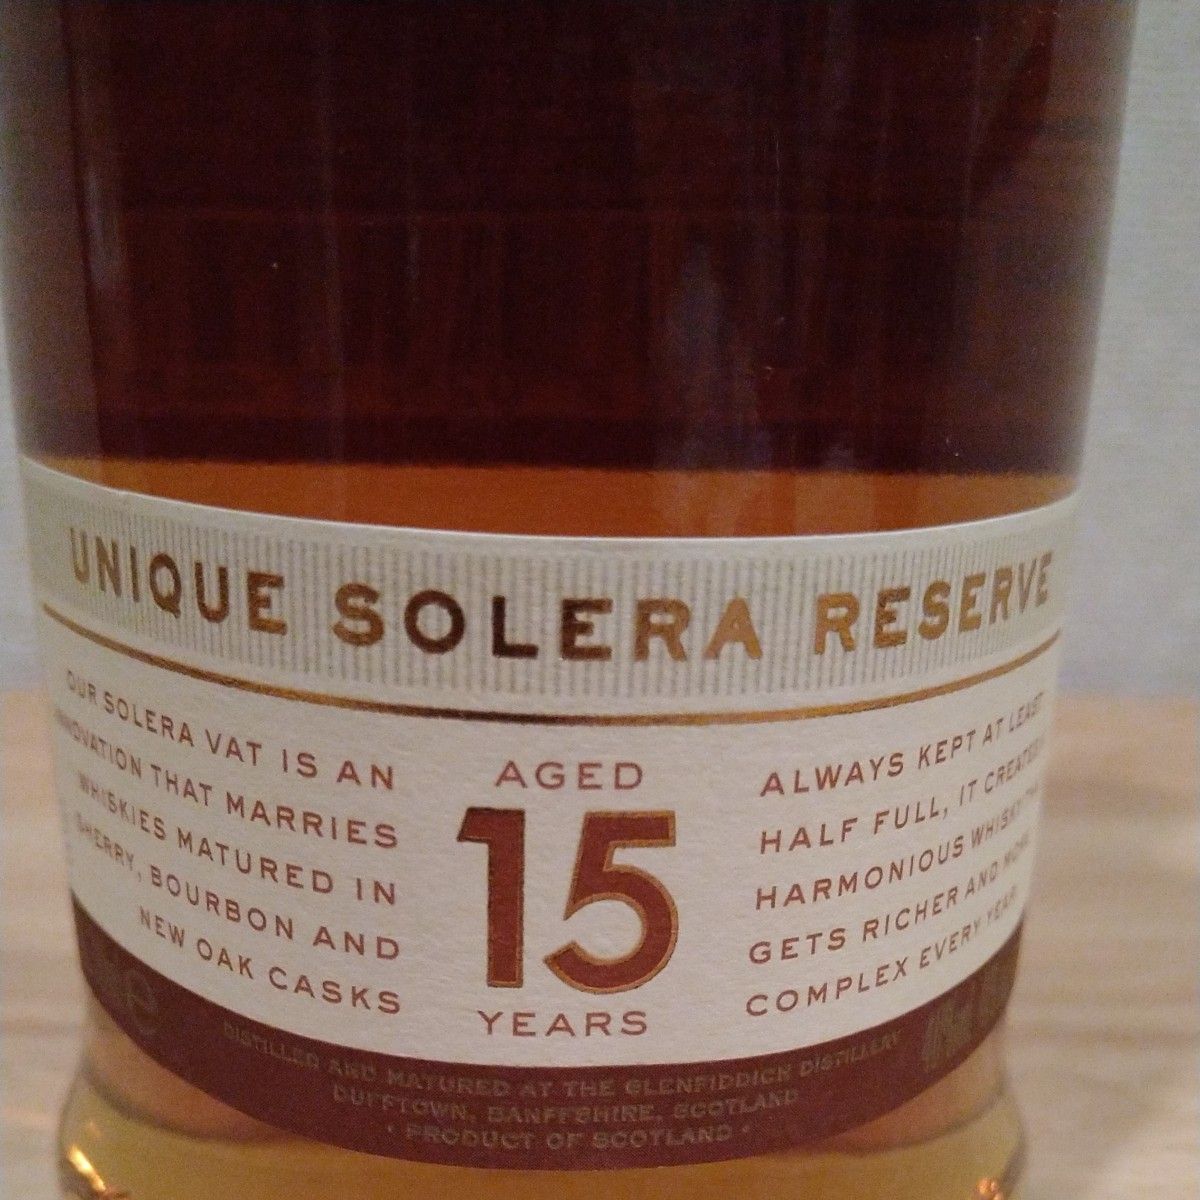 UNIQUE SOLERA RESERVE
OUR SOLERA VAT IS AN
INNOVATION THAT MARRIES
WHISKIES MATURED IN
SHERRY, BOURBON AND
NEW OAK CASKS
AGED
15
YEARS
ALWAYS KEPT AT LEAST
HALF FULL, IT CREATES
HARMONIOUS WHISKY
GETS RICHER AND MORE
COMPLEX EVERY YEAR
DISTILLED AND MATURED AT THE GLENFIDDICH DISTILLERY
DUFFTOWN, BANFFSHIRE, SCOTLAND
• PRODUCT OF SCOTLAND •